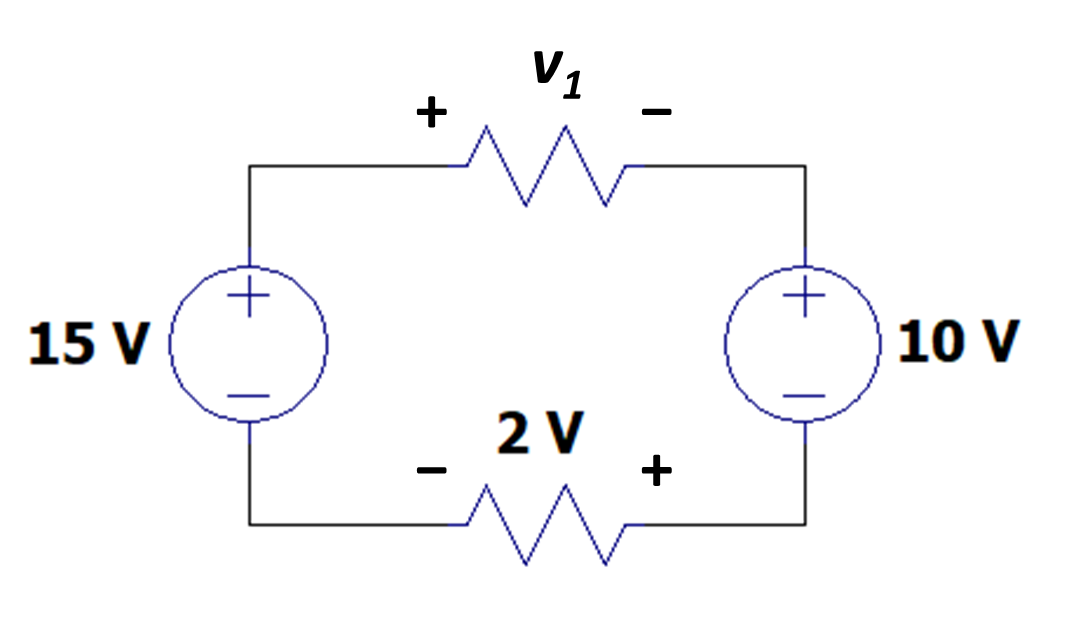 v₁
+ −
+ +
15 V 10 V
− −
2 V
− +